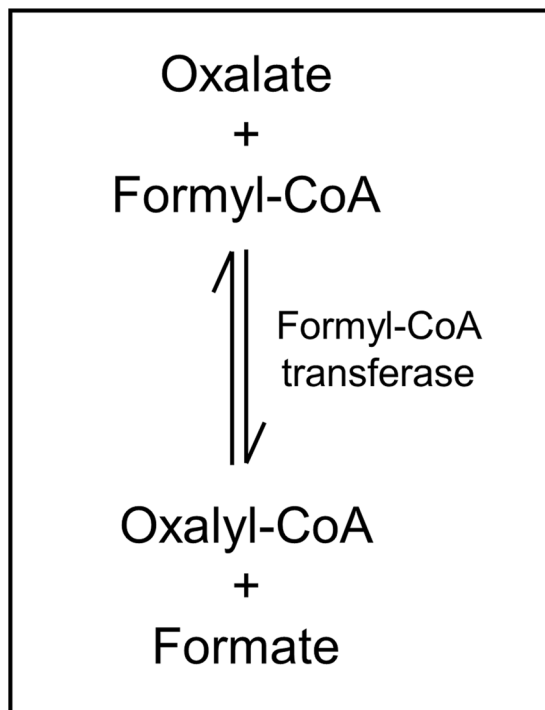 Oxalate
+
Formyl-CoA
Formyl-CoA
transferase
Oxalyl-CoA
+
Formate